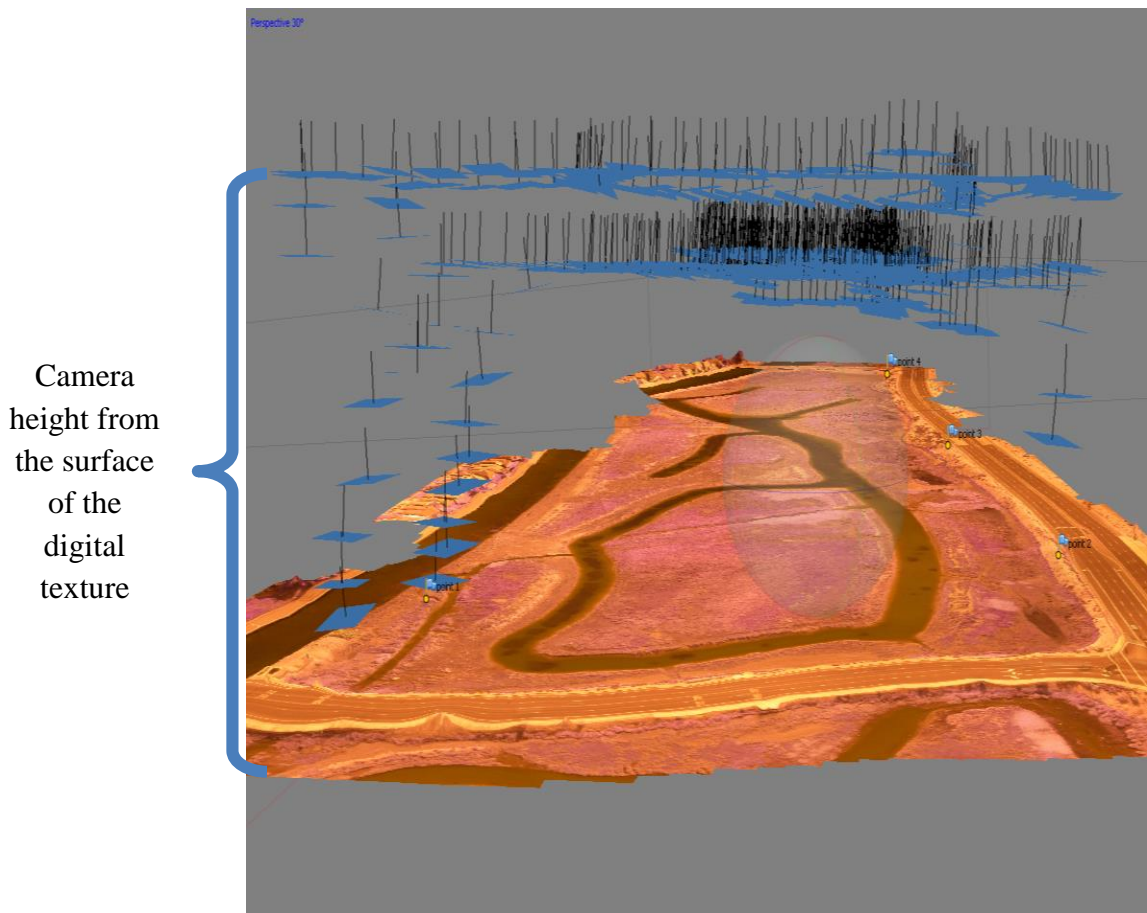 Perspective 30°
Camera
height from
the surface
of the
digital
texture
point 4
point 3
point 2
point 1